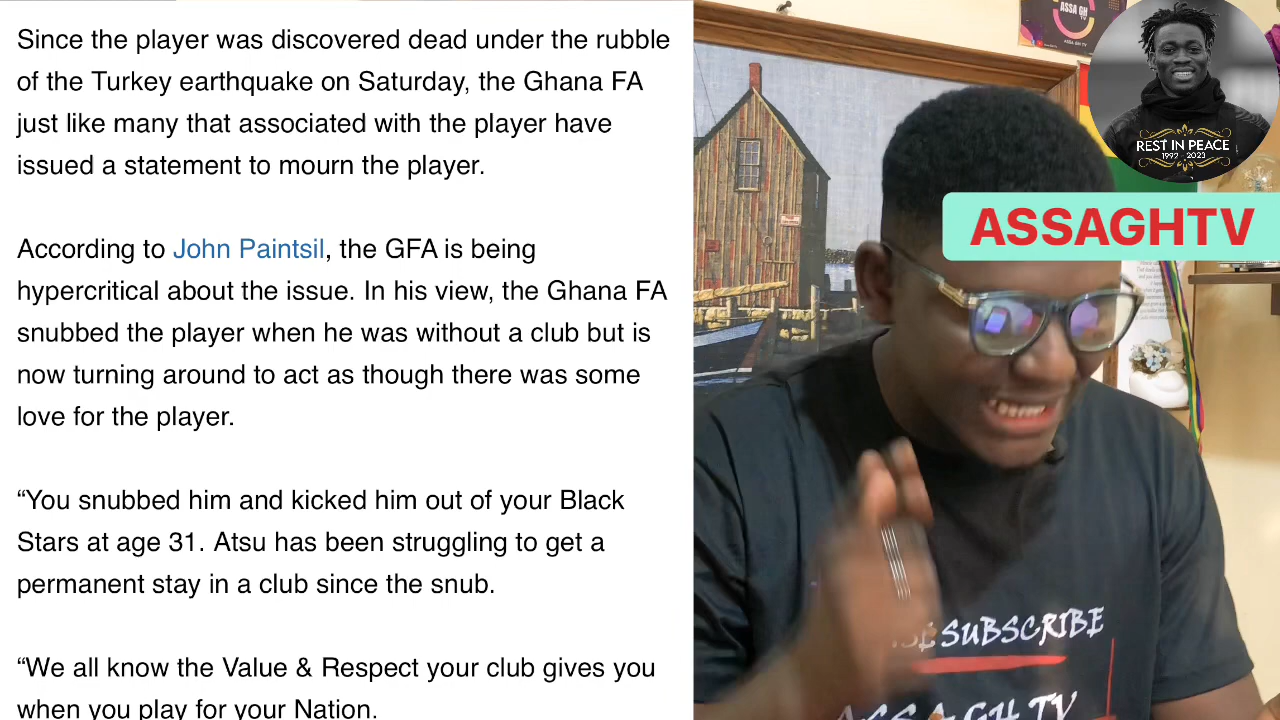 Since the player was discovered dead under the rubble
of the Turkey earthquake on Saturday, the Ghana FA
just like many that associated with the player have
issued a statement to mourn the player.
According to John Paintsil, the GFA is being
hypercritical about the issue. In his view, the Ghana FA
snubbed the player when he was without a club but is
now turning around to act as though there was some
love for the player.
“You snubbed him and kicked him out of your Black
Stars at age 31. Atsu has been struggling to get a
permanent stay in a club since the snub.
“We all know the Value & Respect your club gives you
when you play for your Nation.
ASSA GH
REST IN PEACE
1992 2023
ASSAGHTV
SUBSCRIBE
ASSAGH TV